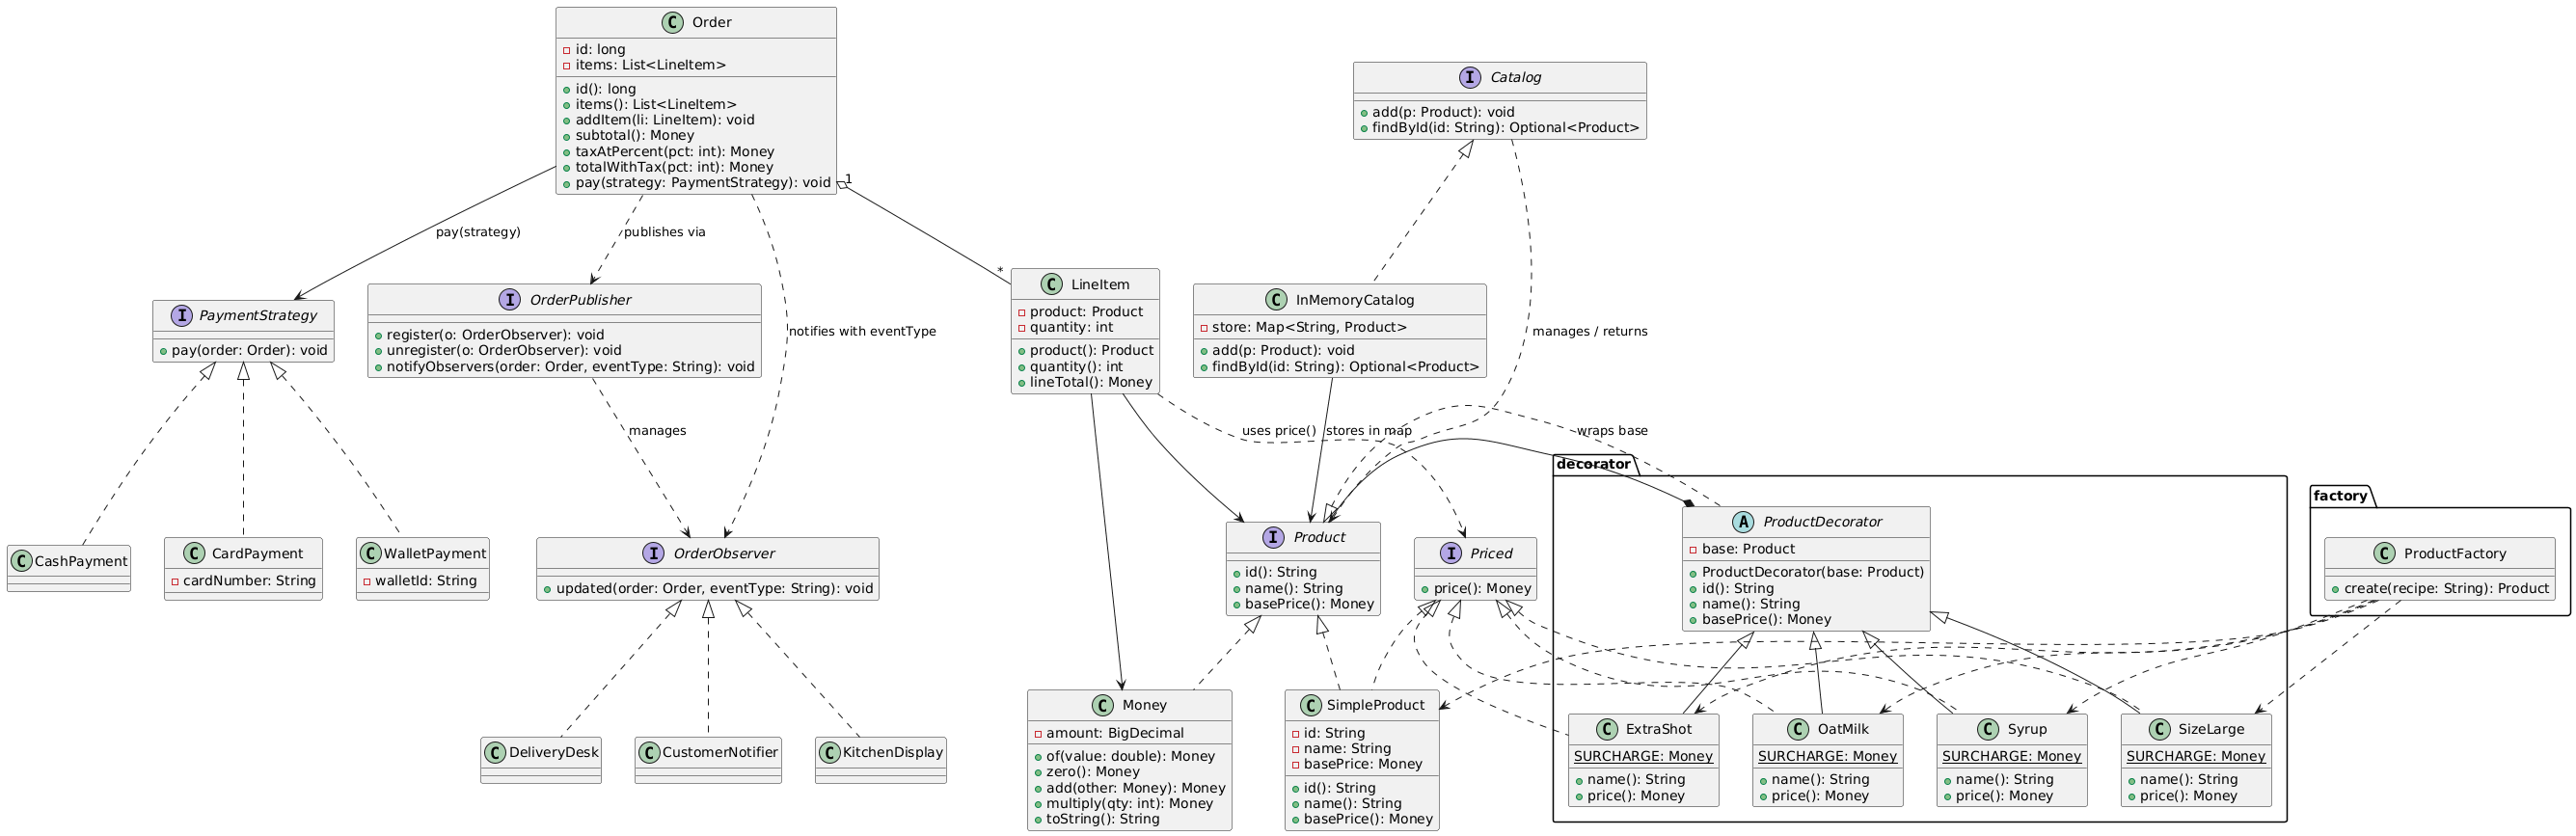 Order
id: long
items: List<LineItem>
id(): long
items(): List<LineItem>
addItem(li: LineItem): void
subtotal(): Money
taxAtPercent(pct: int): Money
totalWithTax(pct: int): Money
pay(strategy: PaymentStrategy): void
1
*
Catalog
add(p: Product): void
findById(id: String): Optional<Product>
pay(strategy)
publishes via
notifies with eventType
manages / returns
PaymentStrategy
pay(order: Order): void
OrderPublisher
register(o: OrderObserver): void
unregister(o: OrderObserver): void
notifyObservers(order: Order, eventType: String): void
LineItem
product: Product
quantity: int
product(): Product
quantity(): int
lineTotal(): Money
InMemoryCatalog
store: Map<String, Product>
add(p: Product): void
findById(id: String): Optional<Product>
manages
uses price()
stores in map
wraps base
decorator
factory
CashPayment
CardPayment
cardNumber: String
WalletPayment
walletId: String
OrderObserver
updated(order: Order, eventType: String): void
Product
id(): String
name(): String
basePrice(): Money
Priced
price(): Money
ProductDecorator
base: Product
ProductDecorator(base: Product)
id(): String
name(): String
basePrice(): Money
ProductFactory
create(recipe: String): Product
DeliveryDesk
CustomerNotifier
KitchenDisplay
Money
amount: BigDecimal
of(value: double): Money
zero(): Money
add(other: Money): Money
multiply(qty: int): Money
toString(): String
SimpleProduct
id: String
name: String
basePrice: Money
id(): String
name(): String
basePrice(): Money
ExtraShot
SURCHARGE: Money
name(): String
price(): Money
OatMilk
SURCHARGE: Money
name(): String
price(): Money
Syrup
SURCHARGE: Money
name(): String
price(): Money
SizeLarge
SURCHARGE: Money
name(): String
price(): Money